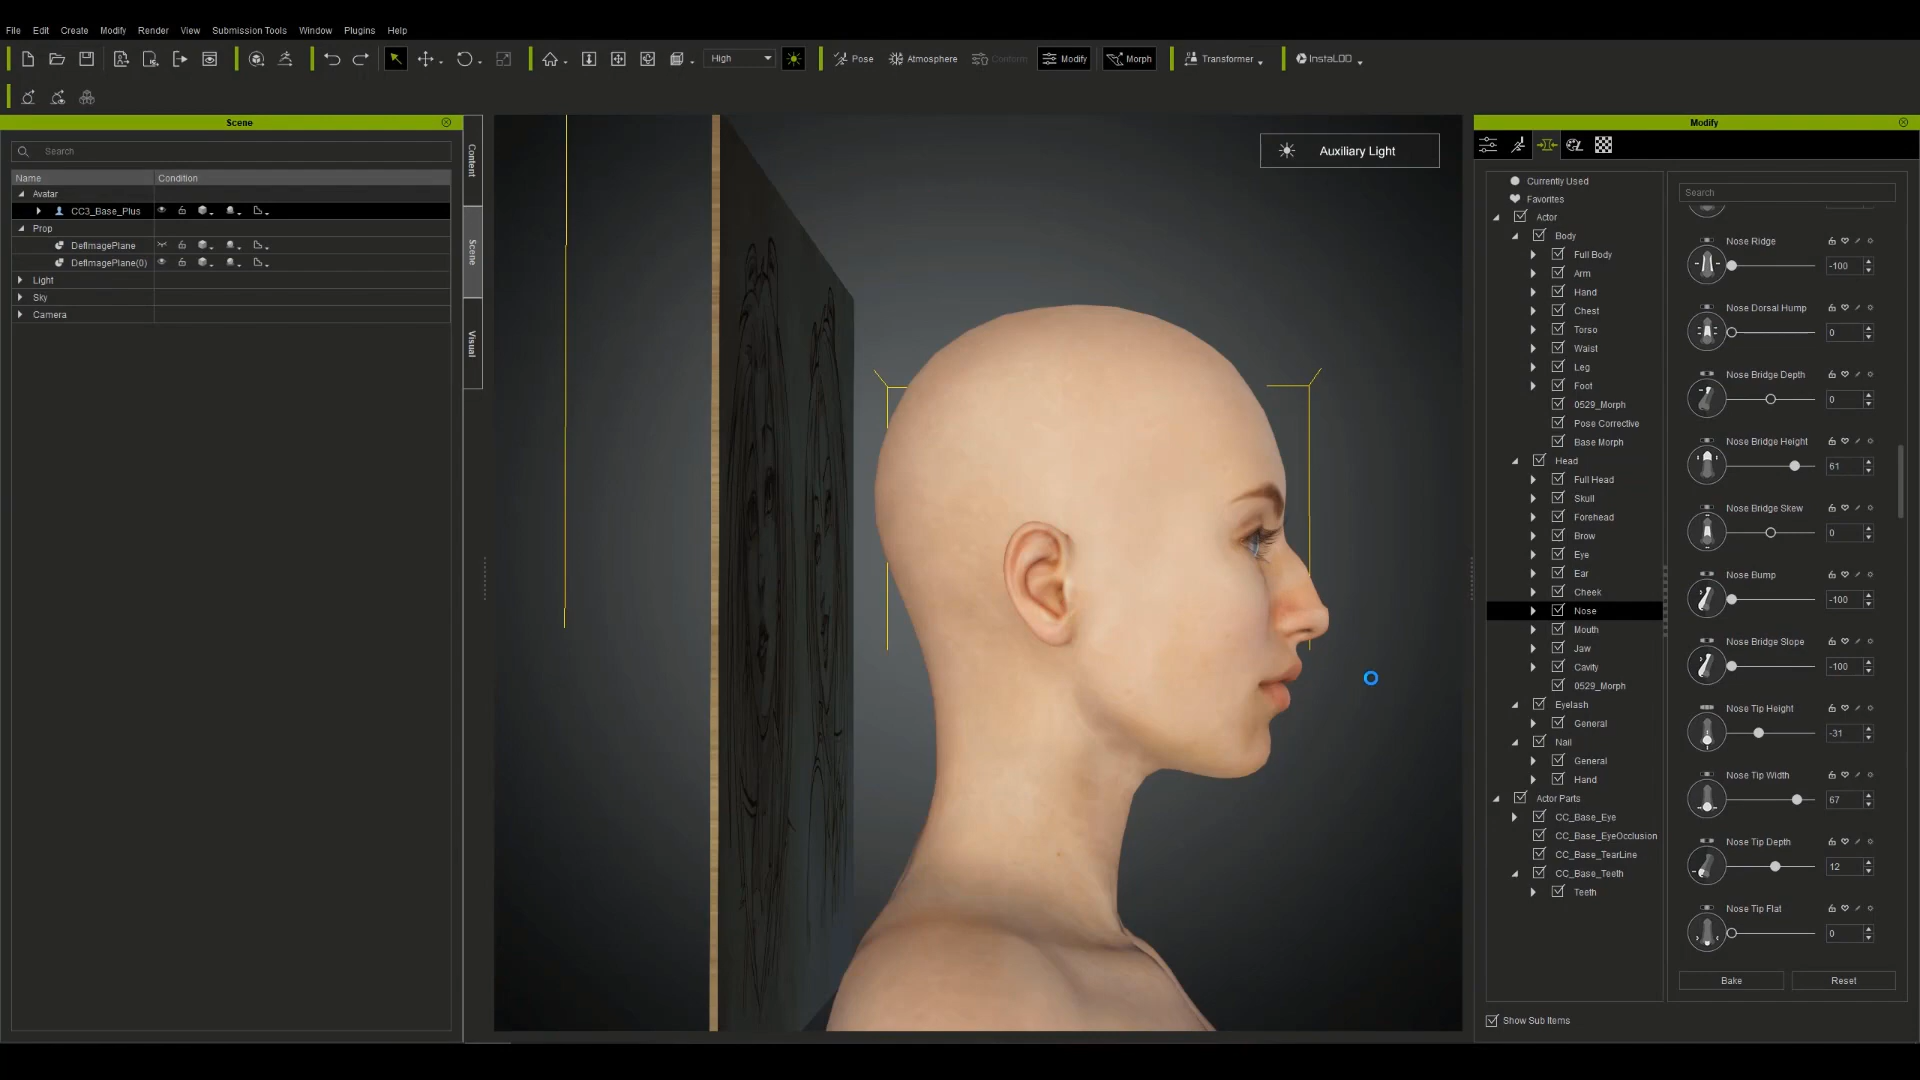 File Edit Create Modify Render View Submission Tools Window Plugins Help
High Pose Atmosphere Conform Modify Morph Transformer InstaLOD
Scene
Search
Name Condition
Avatar
CC3_Base_Plus
Prop
DefImagePlane
DefImagePlane(0)
Light
Sky
Camera
Content
Scene
Visual
Auxiliary Light
Modify
Currently Used
Favorites
Actor
Body
Full Body
Arm
Hand
Chest
Torso
Waist
Leg
Foot
0529_Morph
Pose Corrective
Base Morph
Head
Full Head
Skull
Forehead
Brow
Eye
Ear
Cheek
Nose
Mouth
Jaw
Cavity
0529_Morph
Eyelash
General
Nail
General
Hand
Actor Parts
CC_Base_Eye
CC_Base_EyeOcclusion
CC_Base_TearLine
CC_Base_Teeth
Teeth
Search
Nose Ridge
-100
Nose Dorsal Hump
0
Nose Bridge Depth
0
Nose Bridge Height
61
Nose Bridge Skew
0
Nose Bump
-100
Nose Bridge Slope
-100
Nose Tip Height
-31
Nose Tip Width
67
Nose Tip Depth
12
Nose Tip Flat
0
Bake Reset
Show Sub Items